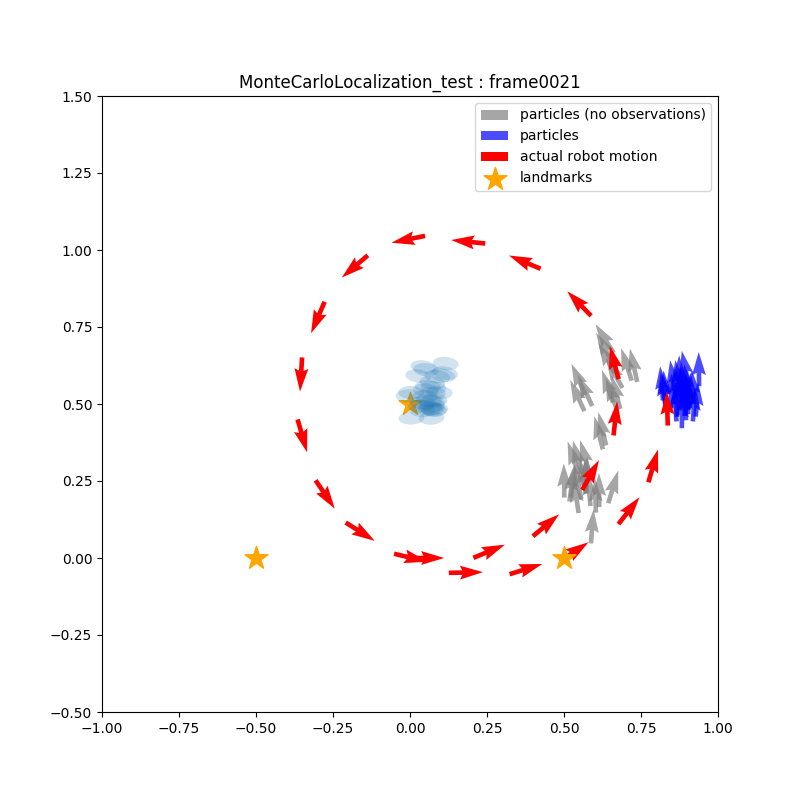 MonteCarloLocalization_test : frame0021
particles (no observations)
particles
actual robot motion
landmarks
1.50
1.25
1.00
0.75
0.50
0.25
0.00
−0.25
−0.50
−1.00 −0.75 −0.50 −0.25 0.00 0.25 0.50 0.75 1.00